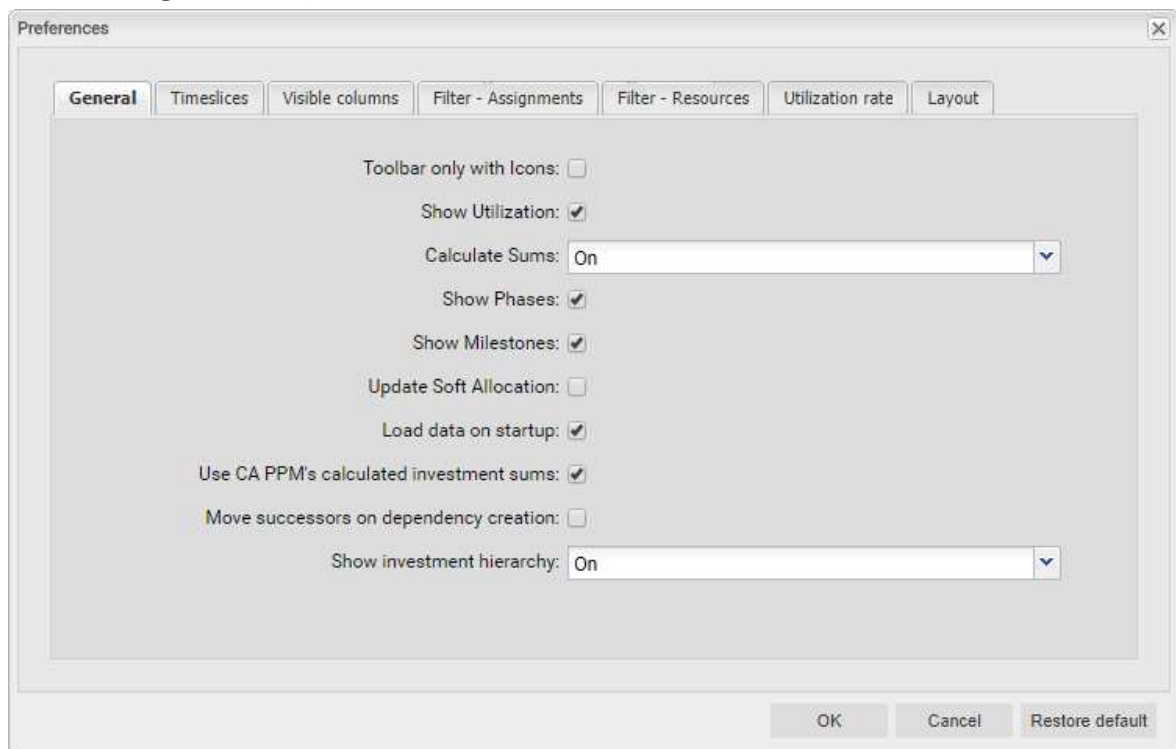 Preferences
General Timeslices Visible columns Filter - Assignments Filter - Resources Utilization rate Layout
Toolbar only with Icons:
Show Utilization:
Calculate Sums: On
Show Phases:
Show Milestones:
Update Soft Allocation:
Load data on startup:
Use CA PPM's calculated investment sums:
Move successors on dependency creation:
Show investment hierarchy: On
OK Cancel Restore default